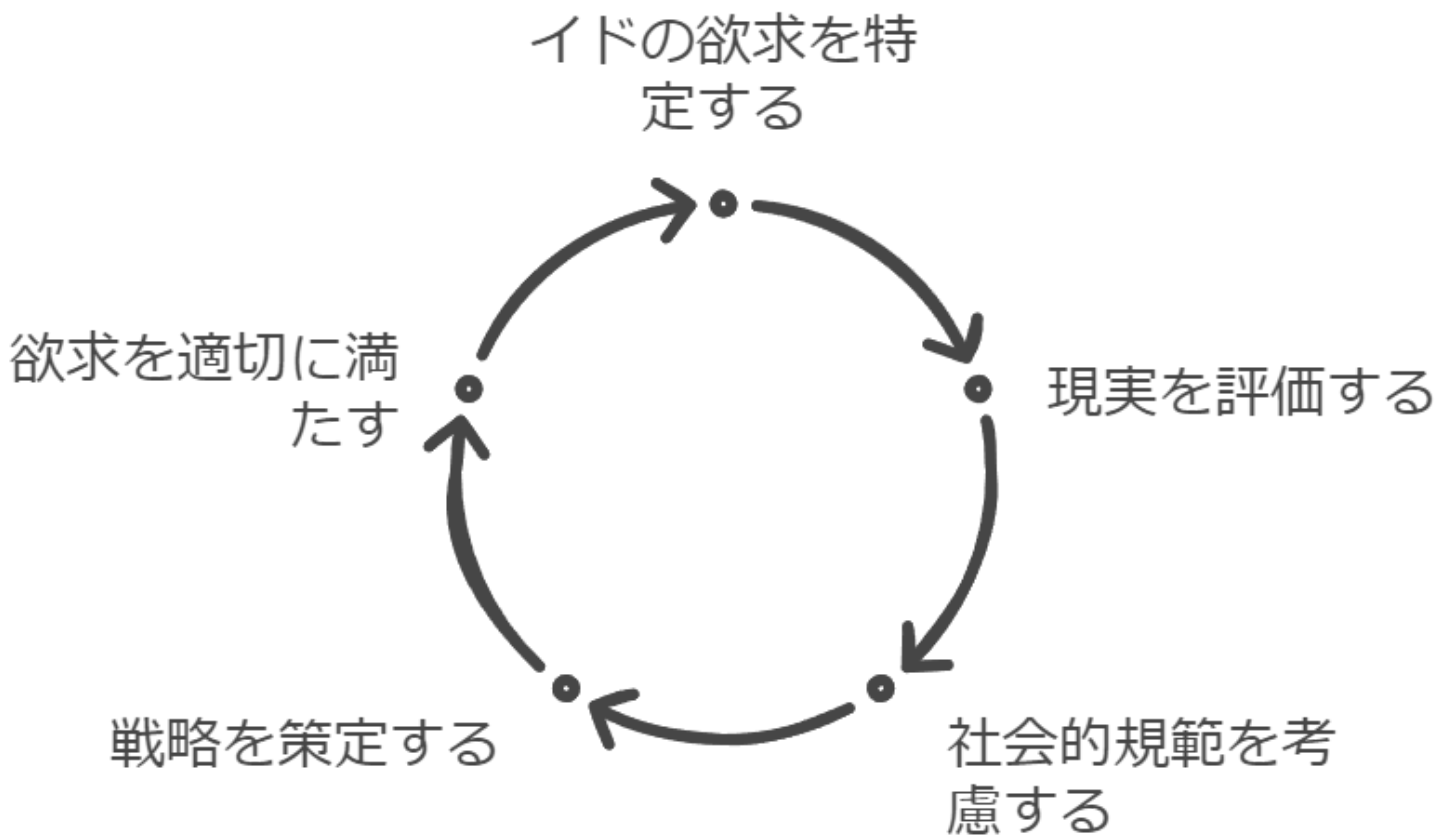 イドの欲求を特
定する
現実を評価する
社会的規範を考
慮する
戦略を策定する
欲求を適切に満
たす